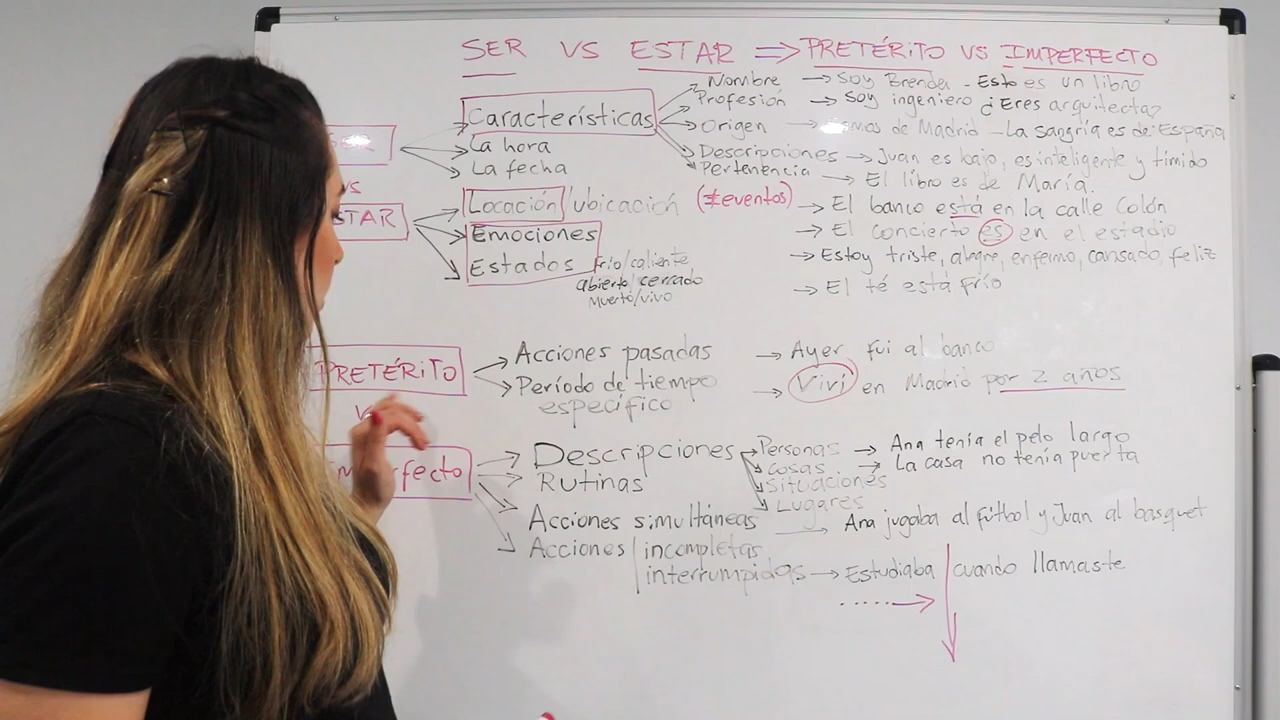 SER VS ESTAR ⇒ PRETÉRITO VS IMPERFECTO
Características
Nombre → Soy Brenda - Esto es un libro
Profesión → Soy ingeniero ¿Eres arquitecta?
Origen → de Madrid - La sangría es de España
Descripciones → Juan es bajo, es inteligente y tímido
Pertenencia → El libro es de María.
La hora
La fecha
VS
ESTAR
Locación/ubicación (≠eventos) → El banco está en la calle Colón
→ El concierto es en el estadio
Emociones → Estoy triste, alegre, enfermo, cansado, feliz
Estados frío/caliente → El té está frío
abierto/cerrado
muerto/vivo
PRETÉRITO
Acciones pasadas → Ayer fui al banco
Período de tiempo específico → Viví en Madrid por 2 años
Imperfecto
Descripciones
Personas → Ana tenía el pelo largo
Cosas → La casa no tenía puerta
Situaciones
Lugares
Rutinas
Acciones simultáneas → Ana jugaba al fútbol y Juan al basquet
Acciones incompletas
interrumpidas → Estudiaba cuando llamaste